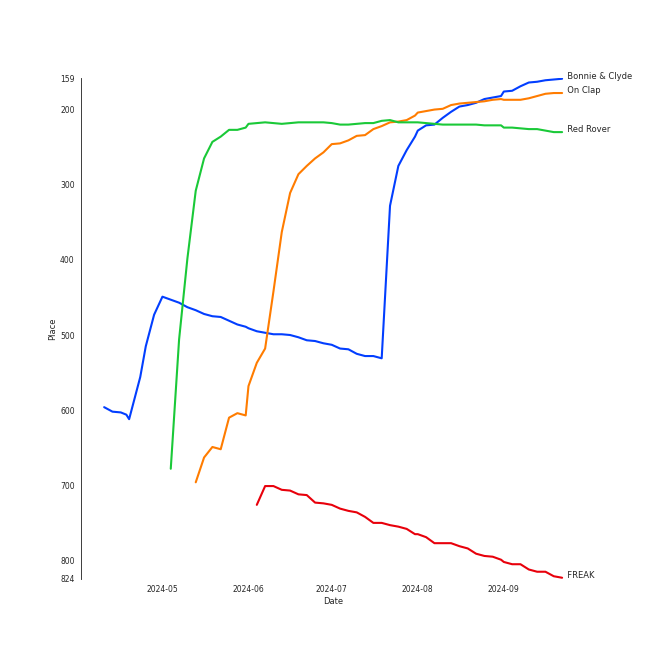 159
200
300
400
500
600
700
800
824
Place
2024-05
2024-06
2024-07
2024-08
2024-09
Date
Bonnie & Clyde
On Clap
Red Rover
FREAK